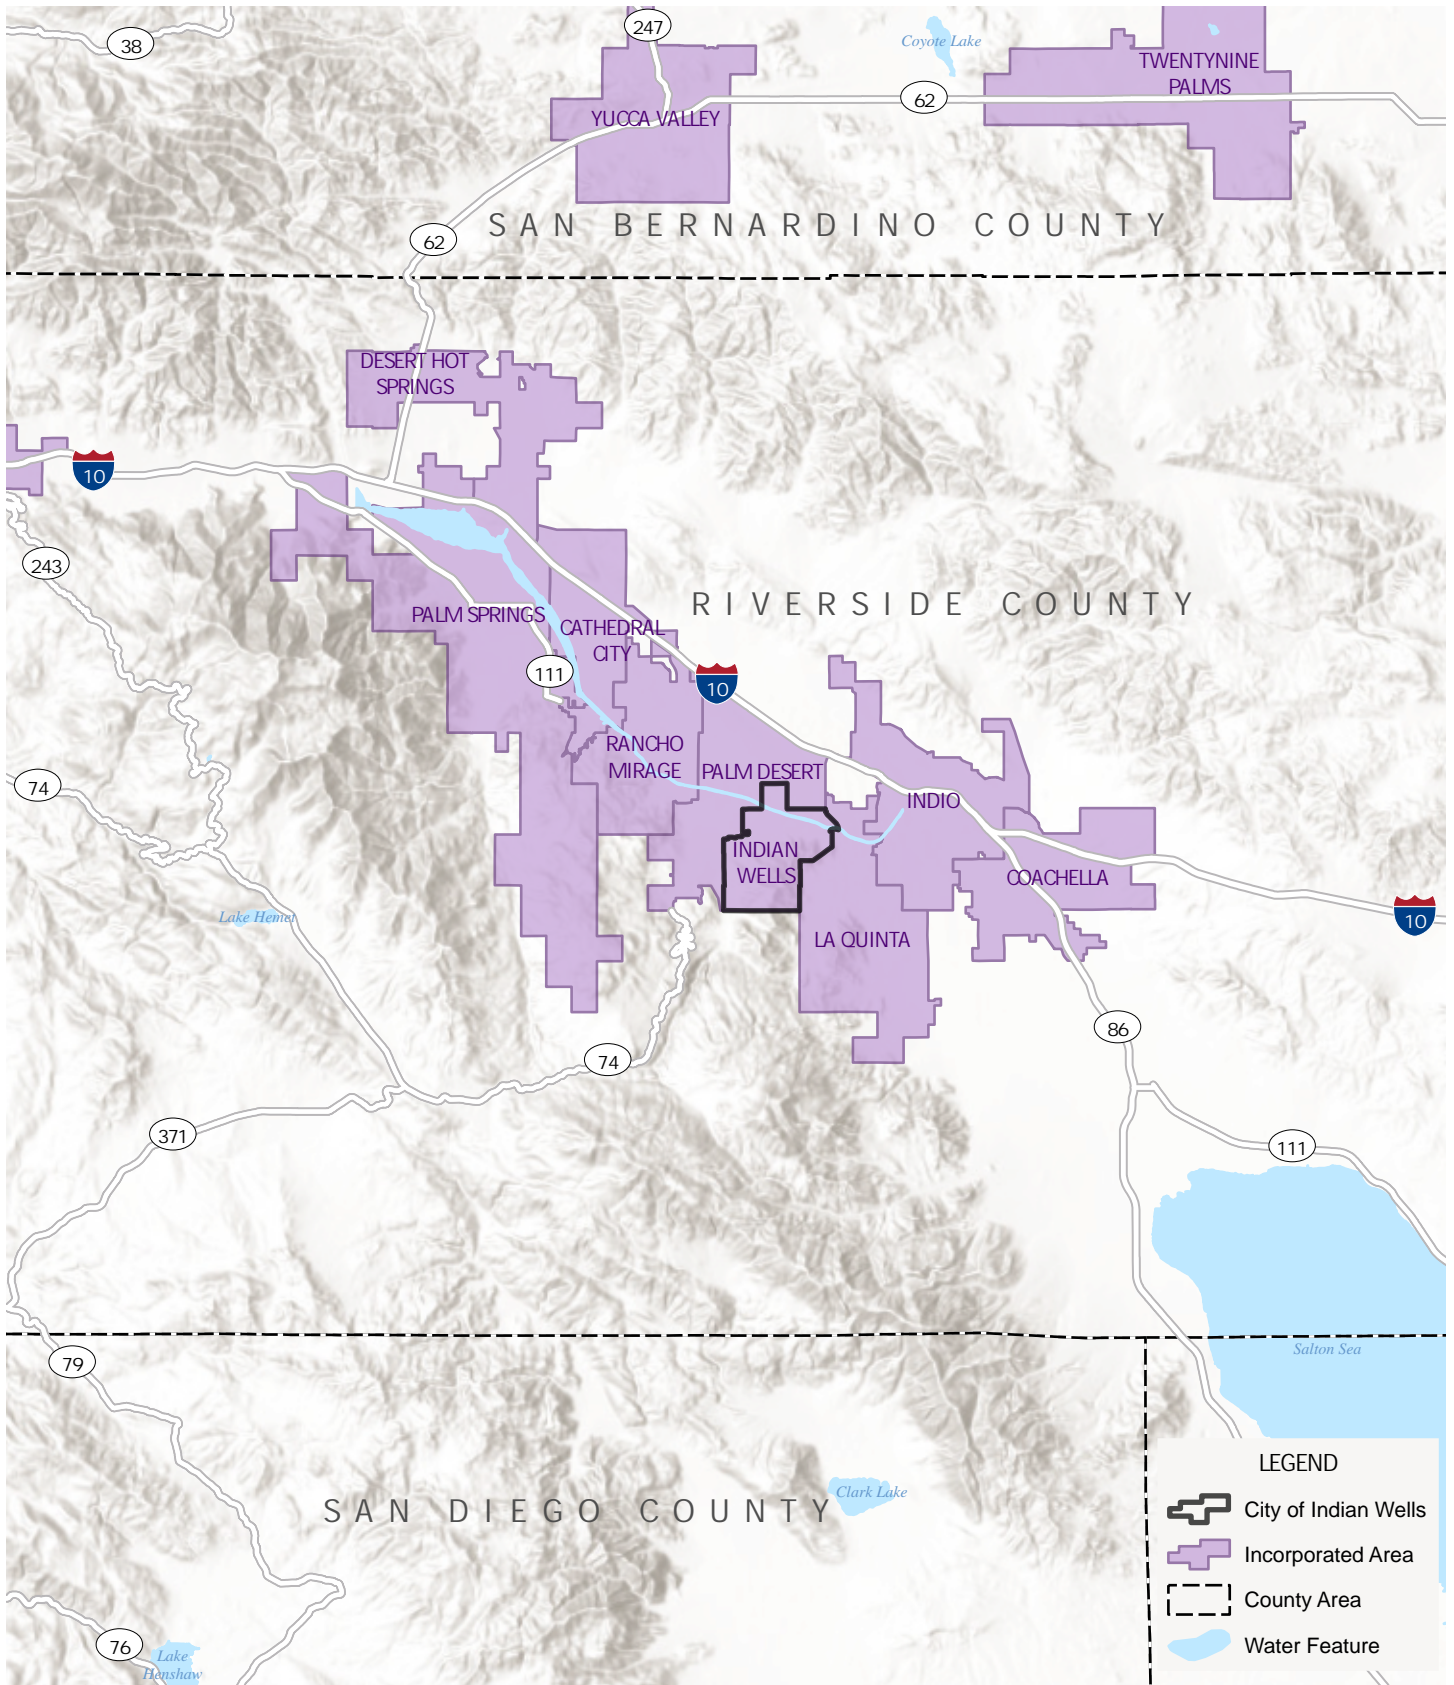 247
38
Coyote Lake
TWENTYNINE
PALMS
62
YUCCA VALLEY
SAN BERNARDINO COUNTY
62
DESERT HOT
SPRINGS
10
243
RIVERSIDE COUNTY
PALM SPRINGS
CATHEDRAL
CITY
111
10
RANCHO
MIRAGE
PALM DESERT
74
INDIO
INDIAN
WELLS
COACHELLA
Lake Hemet
10
LA QUINTA
86
74
371
111
Salton Sea
79
LEGEND
Clark Lake
SAN DIEGO COUNTY
City of Indian Wells
Incorporated Area
County Area
Water Feature
76
Lake
Henshaw